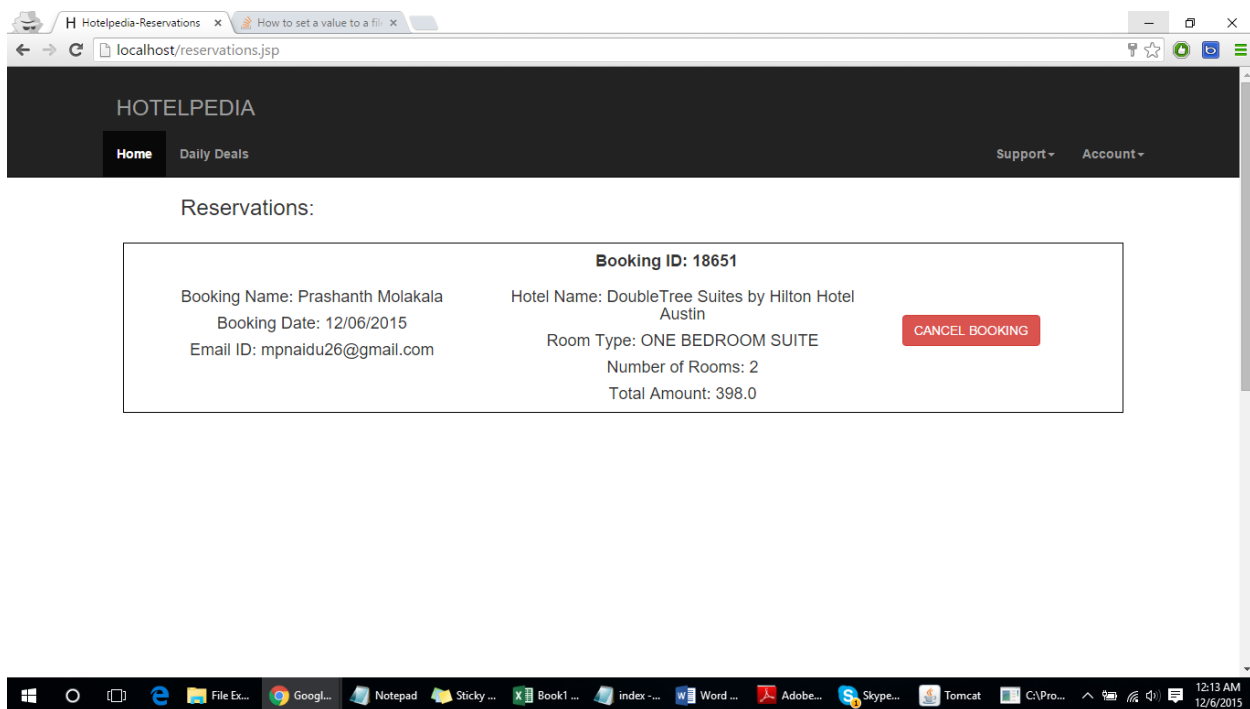 H Hotelpedia-Reservations
How to set a value to a fil
localhost/reservations.jsp
HOTELPEDIA
Home Daily Deals Support Account
Reservations:
Booking ID: 18651
Booking Name: Prashanth Molakala
Booking Date: 12/06/2015
Email ID: mpnaidu26@gmail.com
Hotel Name: DoubleTree Suites by Hilton Hotel
Austin
Room Type: ONE BEDROOM SUITE
Number of Rooms: 2
Total Amount: 398.0
CANCEL BOOKING
File Ex... Googl... Notepad Sticky ... Book1 ... index -... Word ... Adobe... Skype... Tomcat C:\Pro...
12:13 AM
12/6/2015